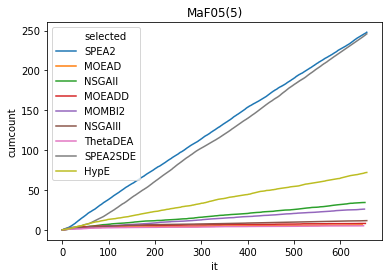 MaF05(5)
selected
SPEA2
MOEAD
NSGAII
MOEADD
MOMBI2
NSGAIII
ThetaDEA
SPEA2SDE
HypE
cumcount
250
200
150
100
50
0
0 100 200 300 400 500 600
it